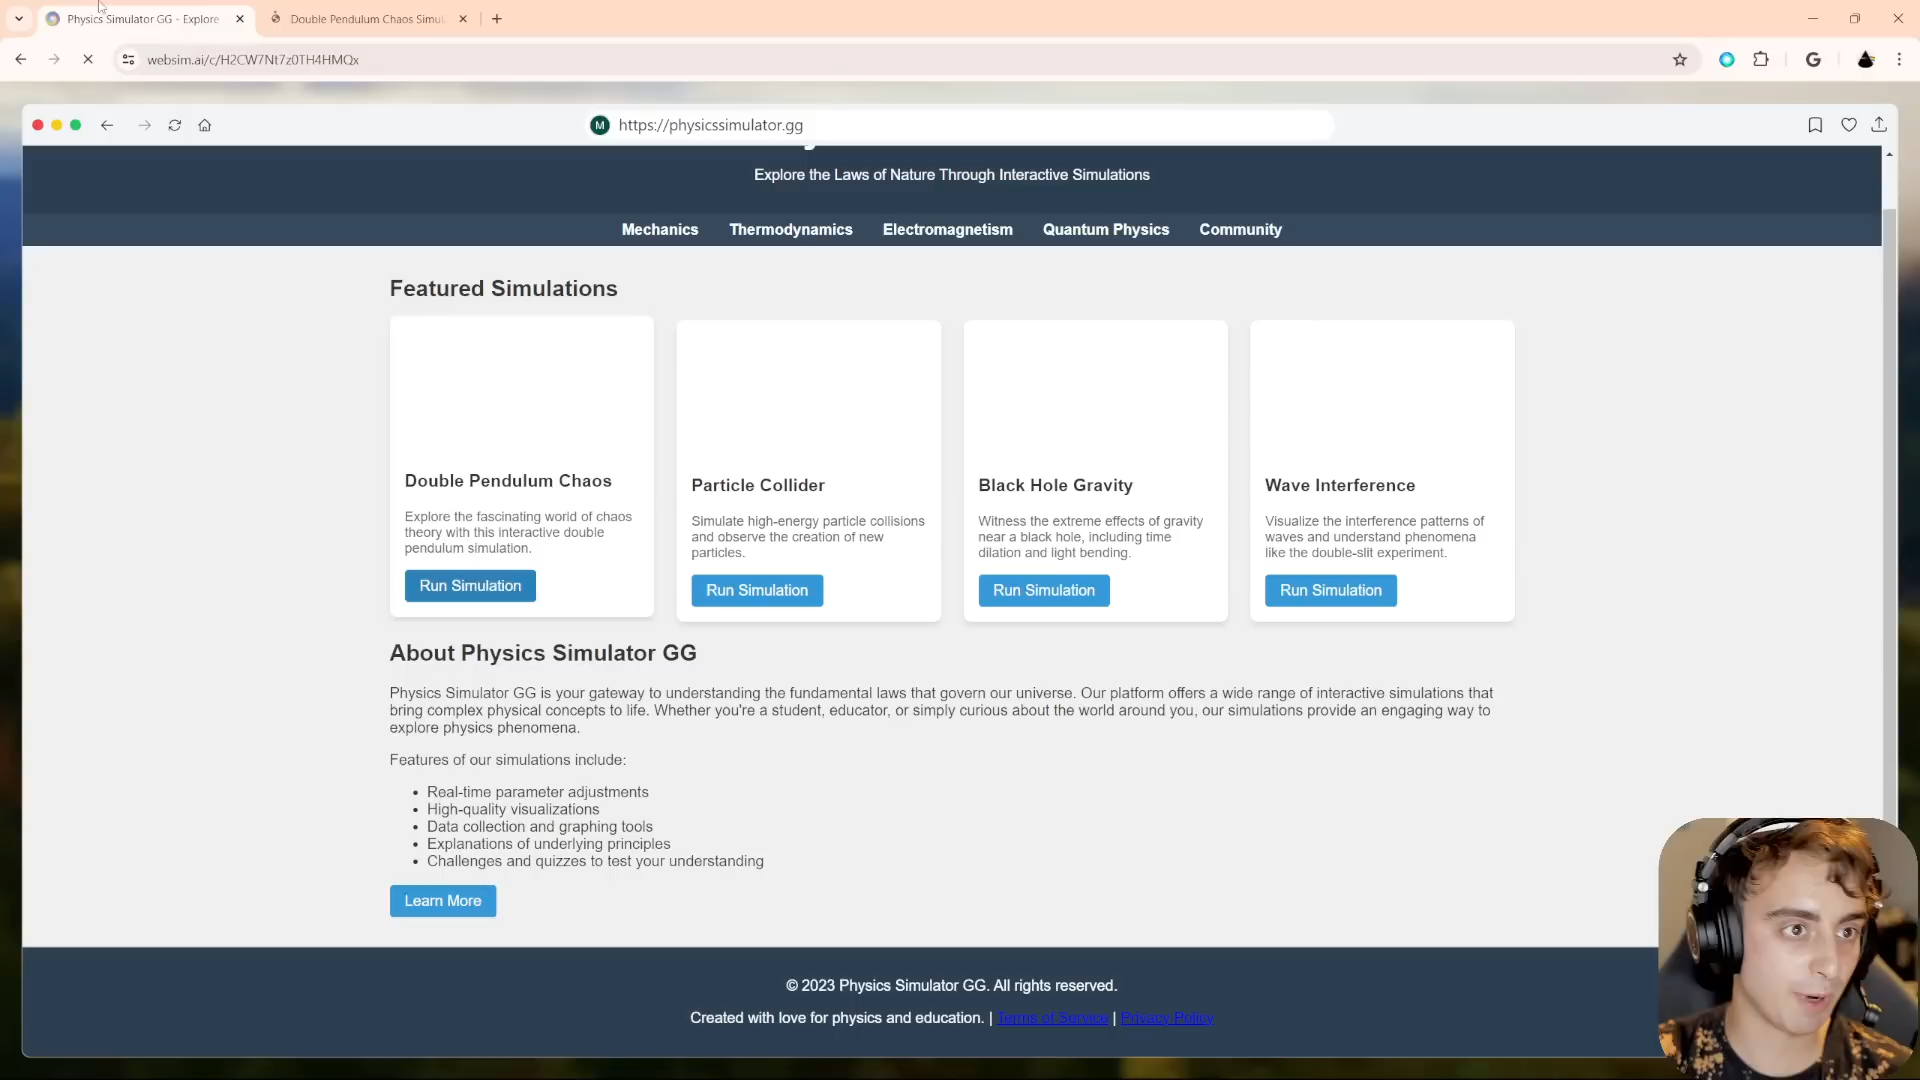 Physics Simulator GG - Explore
Double Pendulum Chaos Simul
websim.ai/c/H2CW7Nt7z0TH4HMQx
G
M
https://physicssimulator.gg
Explore the Laws of Nature Through Interactive Simulations
Mechanics
Thermodynamics
Electromagnetism
Quantum Physics
Community
Featured Simulations
Double Pendulum Chaos
Explore the fascinating world of chaos
theory with this interactive double
pendulum simulation.
Run Simulation
Particle Collider
Simulate high-energy particle collisions
and observe the creation of new
particles.
Run Simulation
Black Hole Gravity
Witness the extreme effects of gravity
near a black hole, including time
dilation and light bending.
Run Simulation
Wave Interference
Visualize the interference patterns of
waves and understand phenomena
like the double-slit experiment.
Run Simulation
About Physics Simulator GG
Physics Simulator GG is your gateway to understanding the fundamental laws that govern our universe. Our platform offers a wide range of interactive simulations that
bring complex physical concepts to life. Whether you're a student, educator, or simply curious about the world around you, our simulations provide an engaging way to
explore physics phenomena.
Features of our simulations include:
• Real-time parameter adjustments
• High-quality visualizations
• Data collection and graphing tools
• Explanations of underlying principles
• Challenges and quizzes to test your understanding
Learn More
© 2023 Physics Simulator GG. All rights reserved.
Created with love for physics and education. | Terms of Service | Privacy Policy